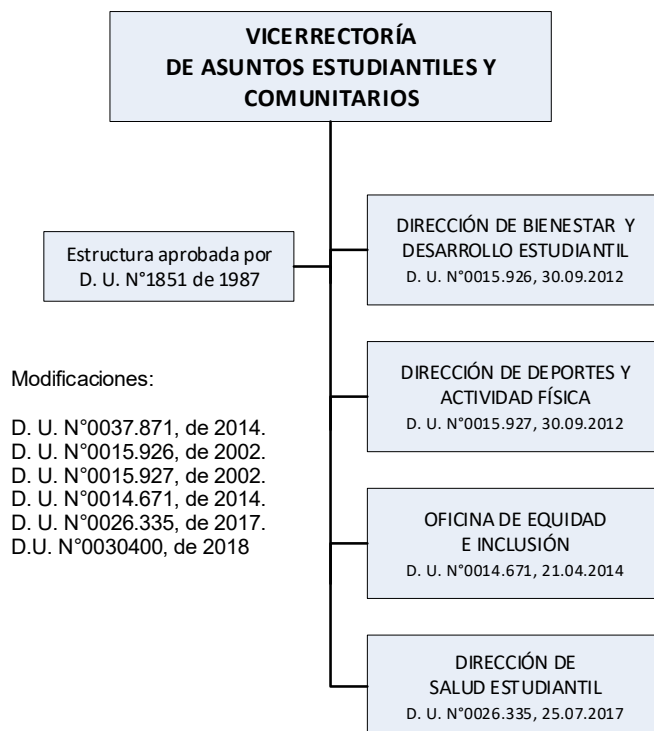 VICERRECTORÍA
DE ASUNTOS ESTUDIANTILES Y
COMUNITARIOS
Estructura aprobada por
D. U. N°1851 de 1987
DIRECCIÓN DE BIENESTAR Y
DESARROLLO ESTUDIANTIL
D. U. N°0015.926, 30.09.2012
Modificaciones:
D. U. N°0037.871, de 2014.
D. U. N°0015.926, de 2002.
D. U. N°0015.927, de 2002.
D. U. N°0014.671, de 2014.
D. U. N°0026.335, de 2017.
D.U. N°0030400, de 2018
DIRECCIÓN DE DEPORTES Y
ACTIVIDAD FÍSICA
D. U. N°0015.927, 30.09.2012
OFICINA DE EQUIDAD
E INCLUSIÓN
D. U. N°0014.671, 21.04.2014
DIRECCIÓN DE
SALUD ESTUDIANTIL
D. U. N°0026.335, 25.07.2017